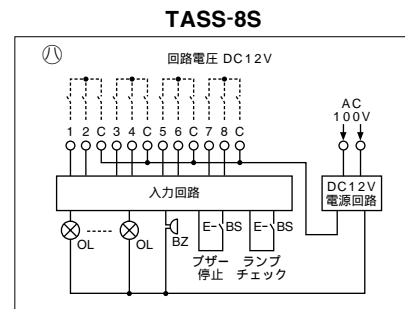 TASS-8S
㊇
回路電圧 DC12V
AC
100V
1 2 C 3 4 C 5 6 C 7 8 C
入力回路
DC12V
電源回路
OL
OL
BZ
E BS
E BS
ブザー
停止
ランプ
チェック